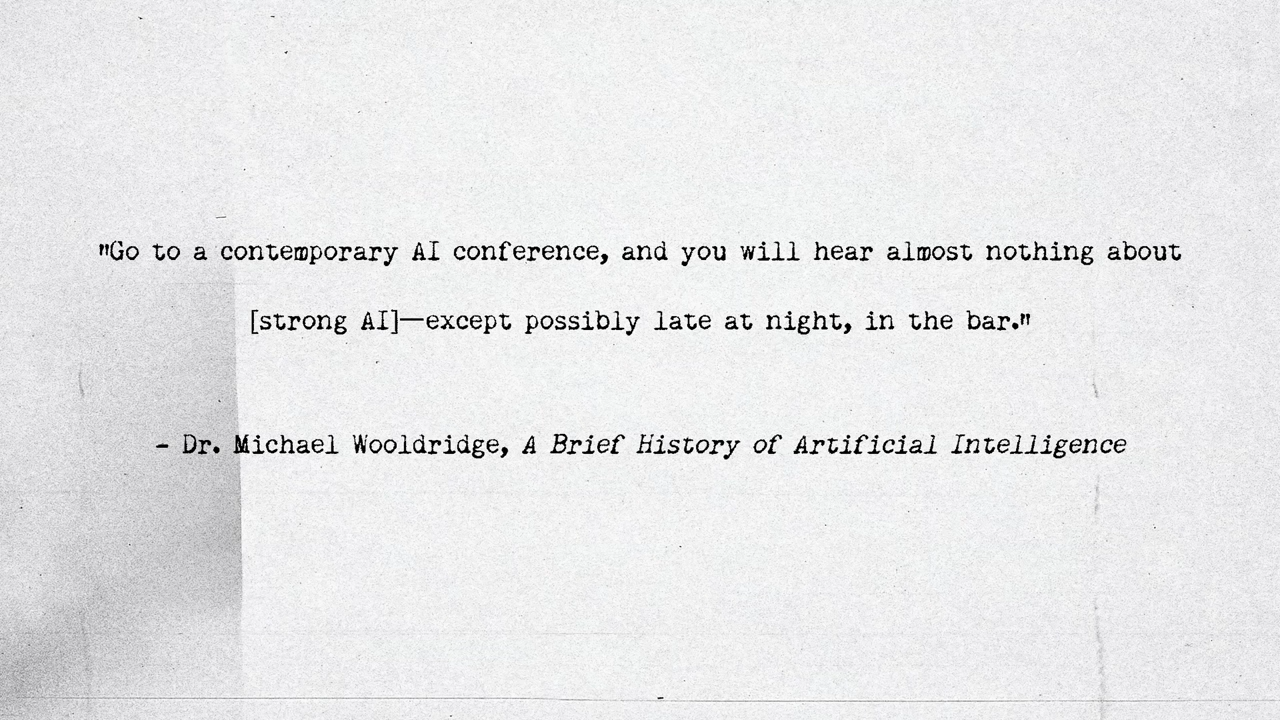 "Go to a contemporary AI conference, and you will hear almost nothing about
[strong AI]—except possibly late at night, in the bar."
- Dr. Michael Wooldridge, A Brief History of Artificial Intelligence